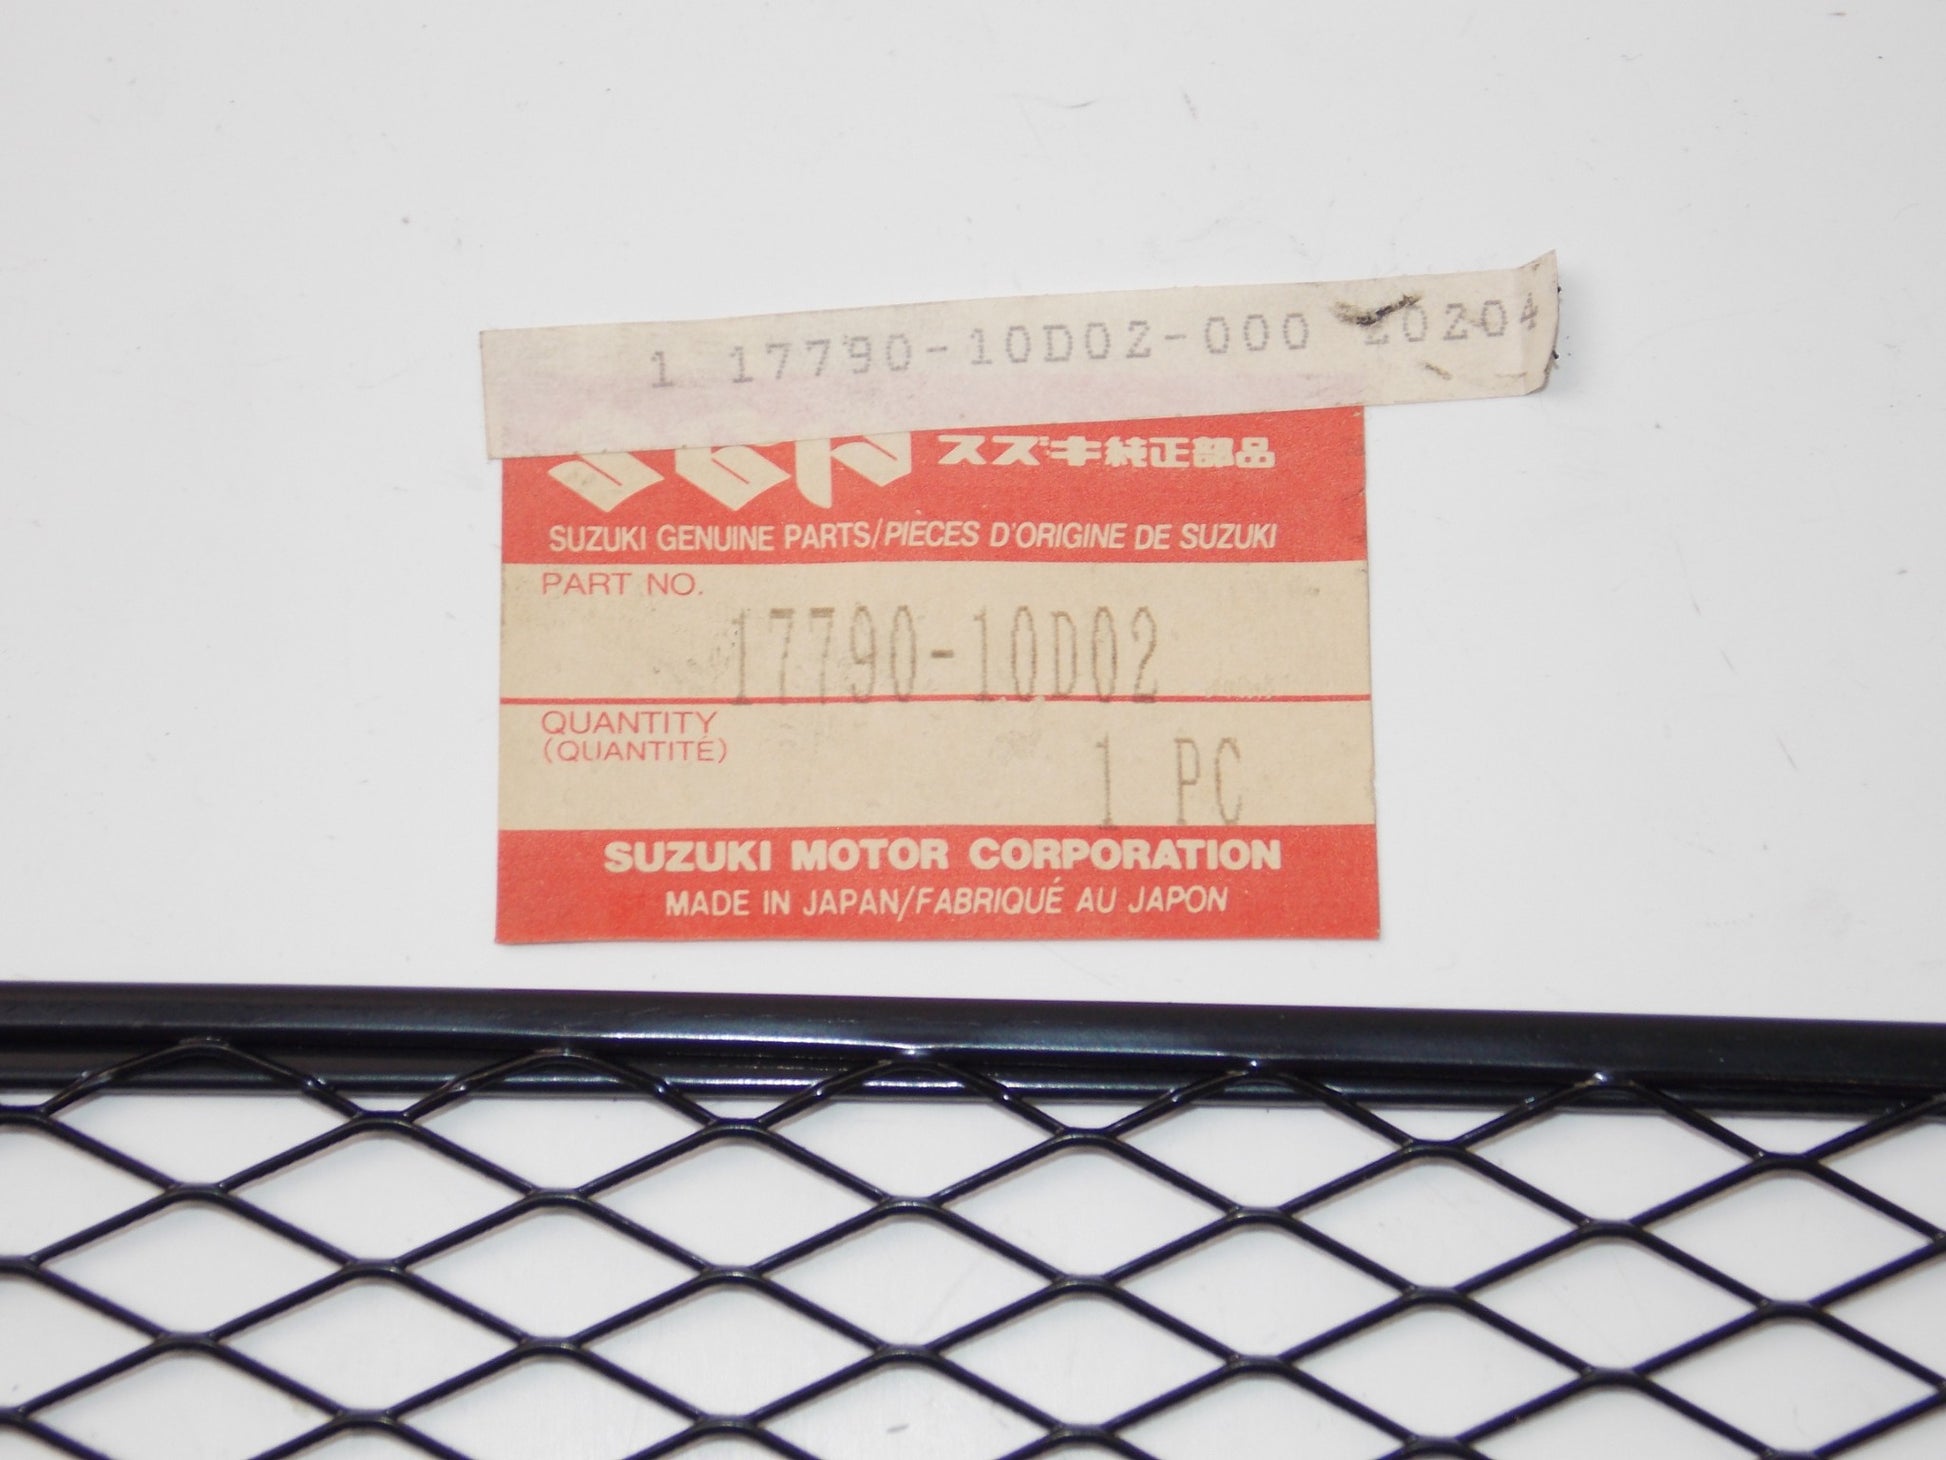 1 17790-10D02-000 20204
スズキ純正部品
SUZUKI GENUINE PARTS/PIECES D'ORIGINE DE SUZUKI
PART NO.
17790-10D02
QUANTITY
(QUANTITÉ)
1 PC
SUZUKI MOTOR CORPORATION
MADE IN JAPAN/FABRIQUÉ AU JAPON